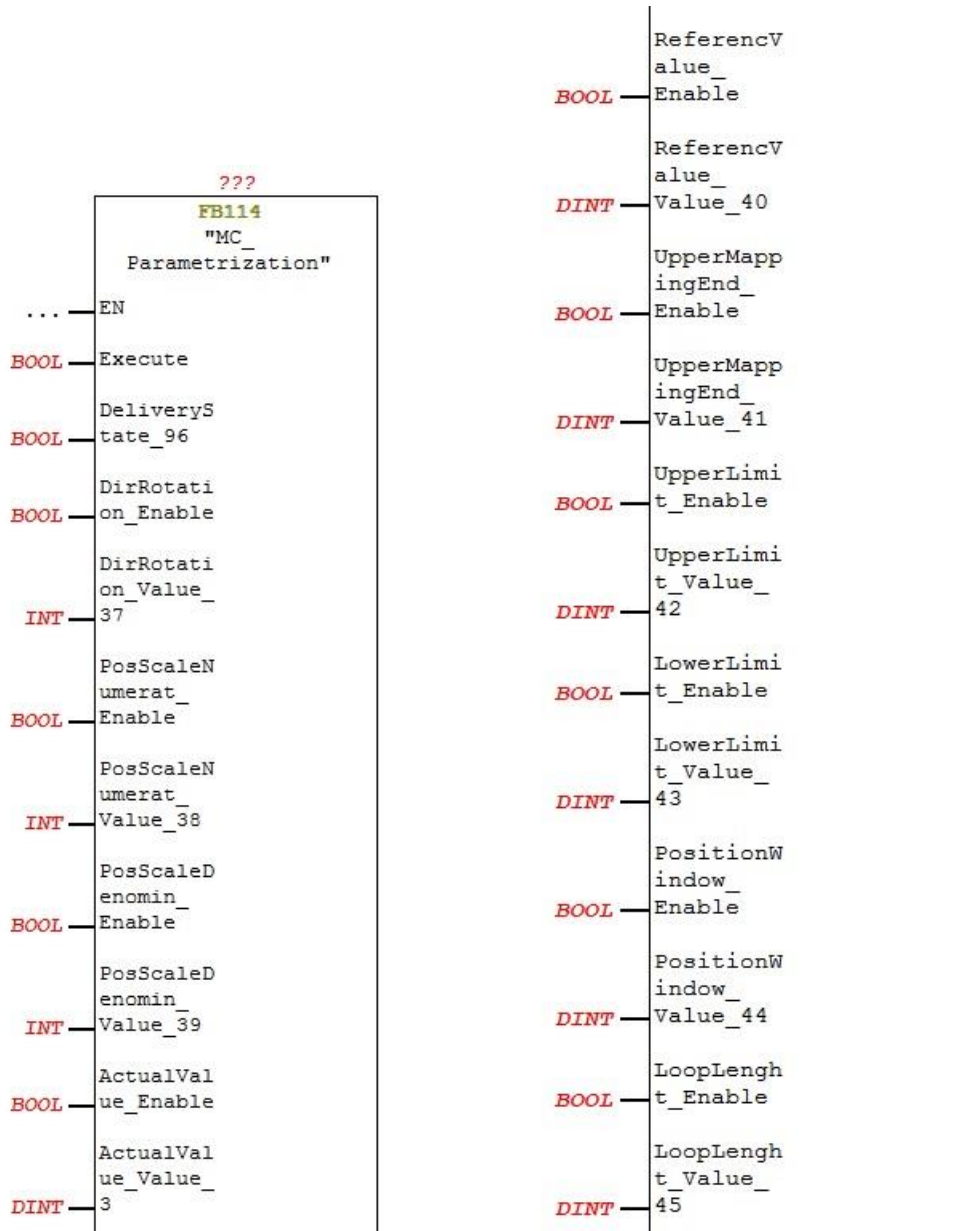 ???
FB114
"MC_
Parametrization"
... EN
BOOL Execute
DeliveryS
BOOL tate_96
DirRotati
BOOL on_Enable
DirRotati
on_Value_
INT 37
PosScaleN
umerat_
BOOL Enable
PosScaleN
umerat_
INT Value_38
PosScaleD
enomin_
BOOL Enable
PosScaleD
enomin_
INT Value_39
ActualVal
BOOL ue_Enable
ActualVal
ue_Value_
DINT 3
ReferencV
alue_
BOOL Enable
ReferencV
alue_
DINT Value_40
UpperMapp
ingEnd_
BOOL Enable
UpperMapp
ingEnd_
DINT Value_41
UpperLimi
BOOL t_Enable
UpperLimi
t_Value_
DINT 42
LowerLimi
BOOL t_Enable
LowerLimi
t_Value_
DINT 43
PositionW
indow_
BOOL Enable
PositionW
indow_
DINT Value_44
LoopLengh
BOOL t_Enable
LoopLengh
t_Value_
DINT 45